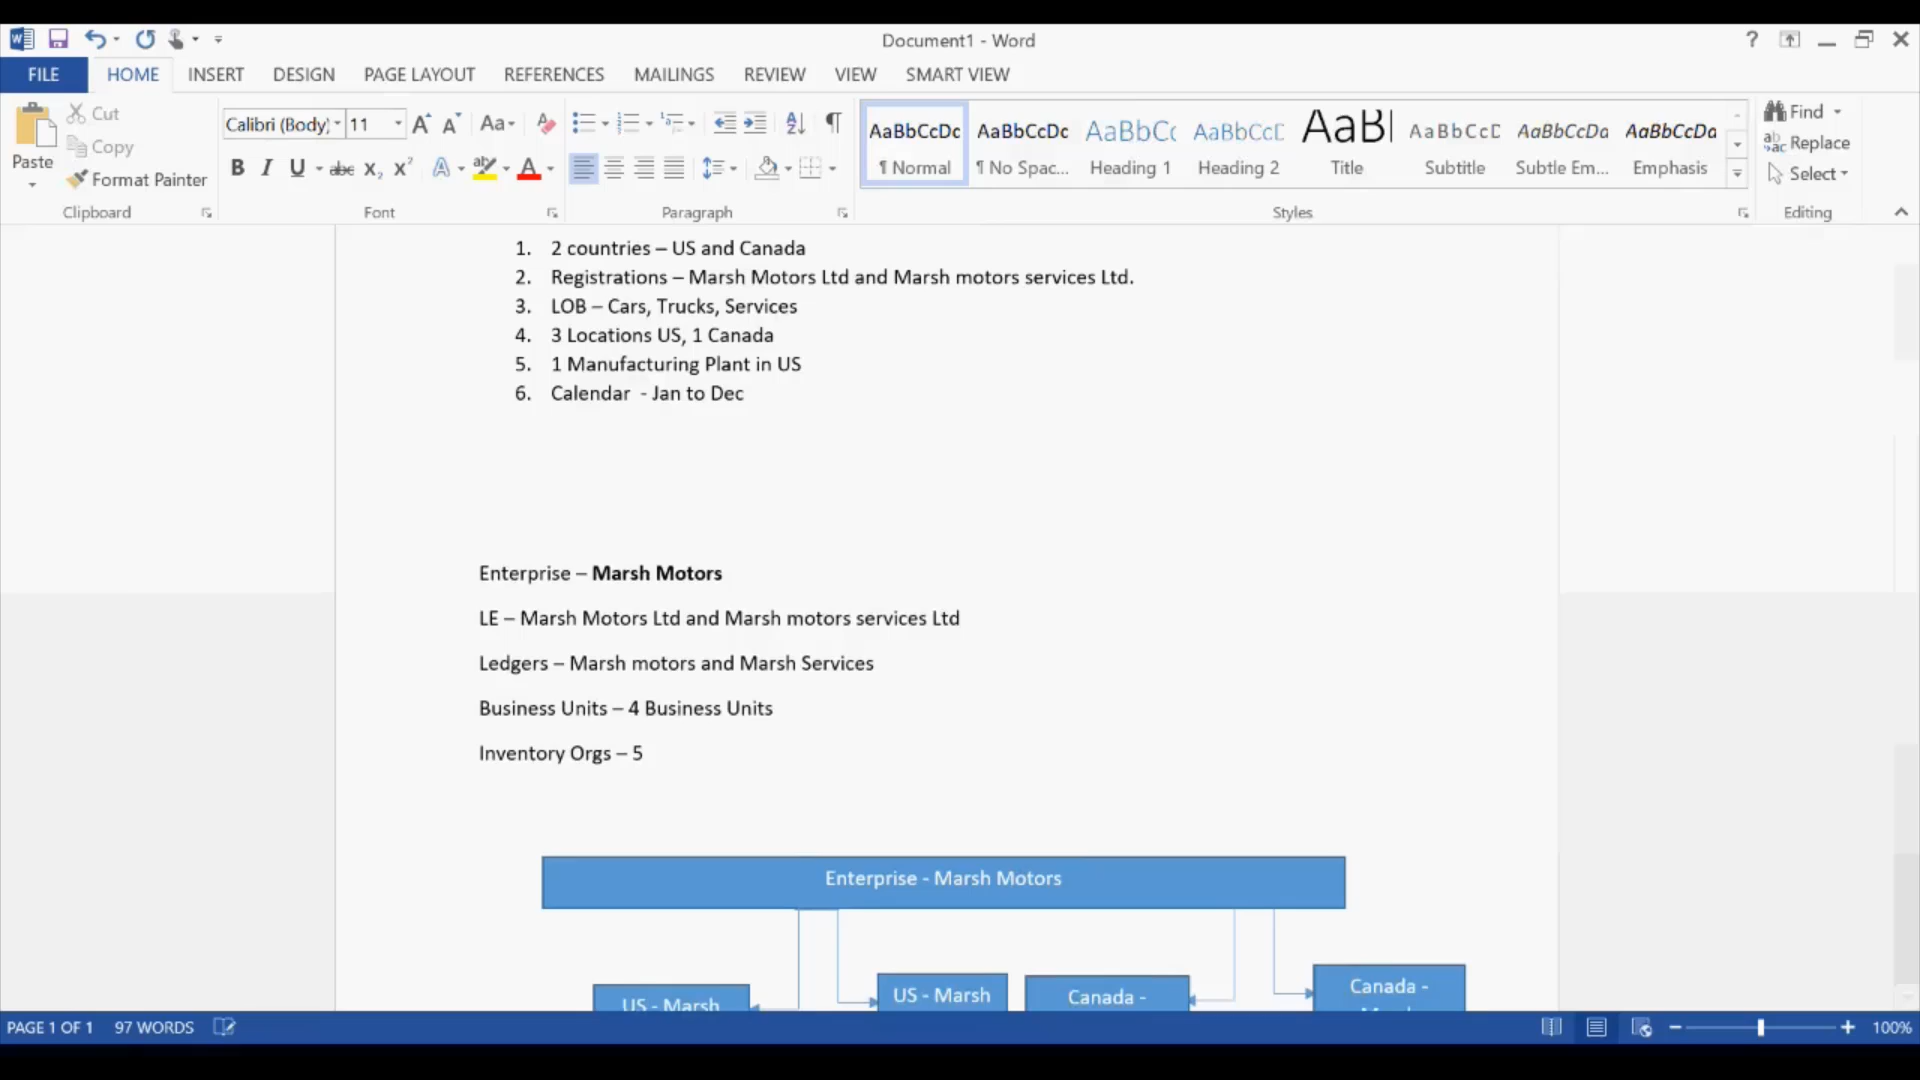 Document1 - Word
?
FILE HOME INSERT DESIGN PAGE LAYOUT REFERENCES MAILINGS REVIEW VIEW SMART VIEW
Paste
Cut
Copy
Format Painter
Clipboard
Calibri (Body) 11
Font
Paragraph
AaBbCcDc AaBbCcDc AaBbCc AaBbCcD AaBl AaBbCcD AaBbCcDa AaBbCcDa
¶ Normal ¶ No Spac... Heading 1 Heading 2 Title Subtitle Subtle Em... Emphasis
Styles
Find
Replace
Select
Editing
1. 2 countries – US and Canada
2. Registrations – Marsh Motors Ltd and Marsh motors services Ltd.
3. LOB – Cars, Trucks, Services
4. 3 Locations US, 1 Canada
5. 1 Manufacturing Plant in US
6. Calendar - Jan to Dec
Enterprise – Marsh Motors
LE – Marsh Motors Ltd and Marsh motors services Ltd
Ledgers – Marsh motors and Marsh Services
Business Units – 4 Business Units
Inventory Orgs – 5
Enterprise - Marsh Motors
US - Marsh
US - Marsh
Canada -
Canada -
PAGE 1 OF 1 97 WORDS
100%